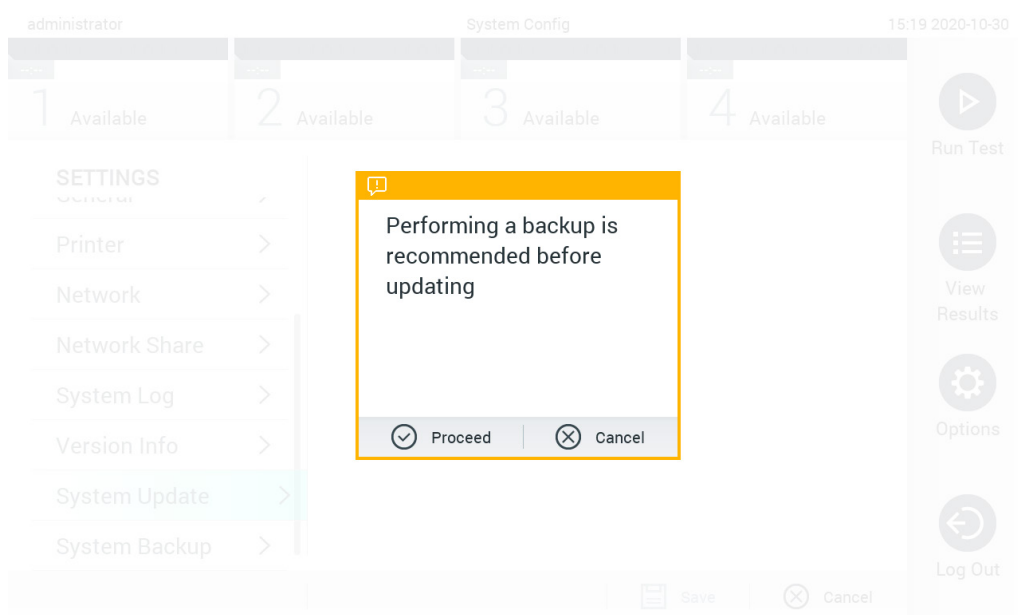 administrator
System Config
15:19 2020-10-30
-- --
-- --
-- --
-- --
1 Available
2 Available
3 Available
4 Available
Run Test
SETTINGS
General
Printer
Network
Network Share
System Log
Version Info
System Update
System Backup
Performing a backup is
recommended before
updating
Proceed
Cancel
View
Results
Options
Log Out
Save
Cancel